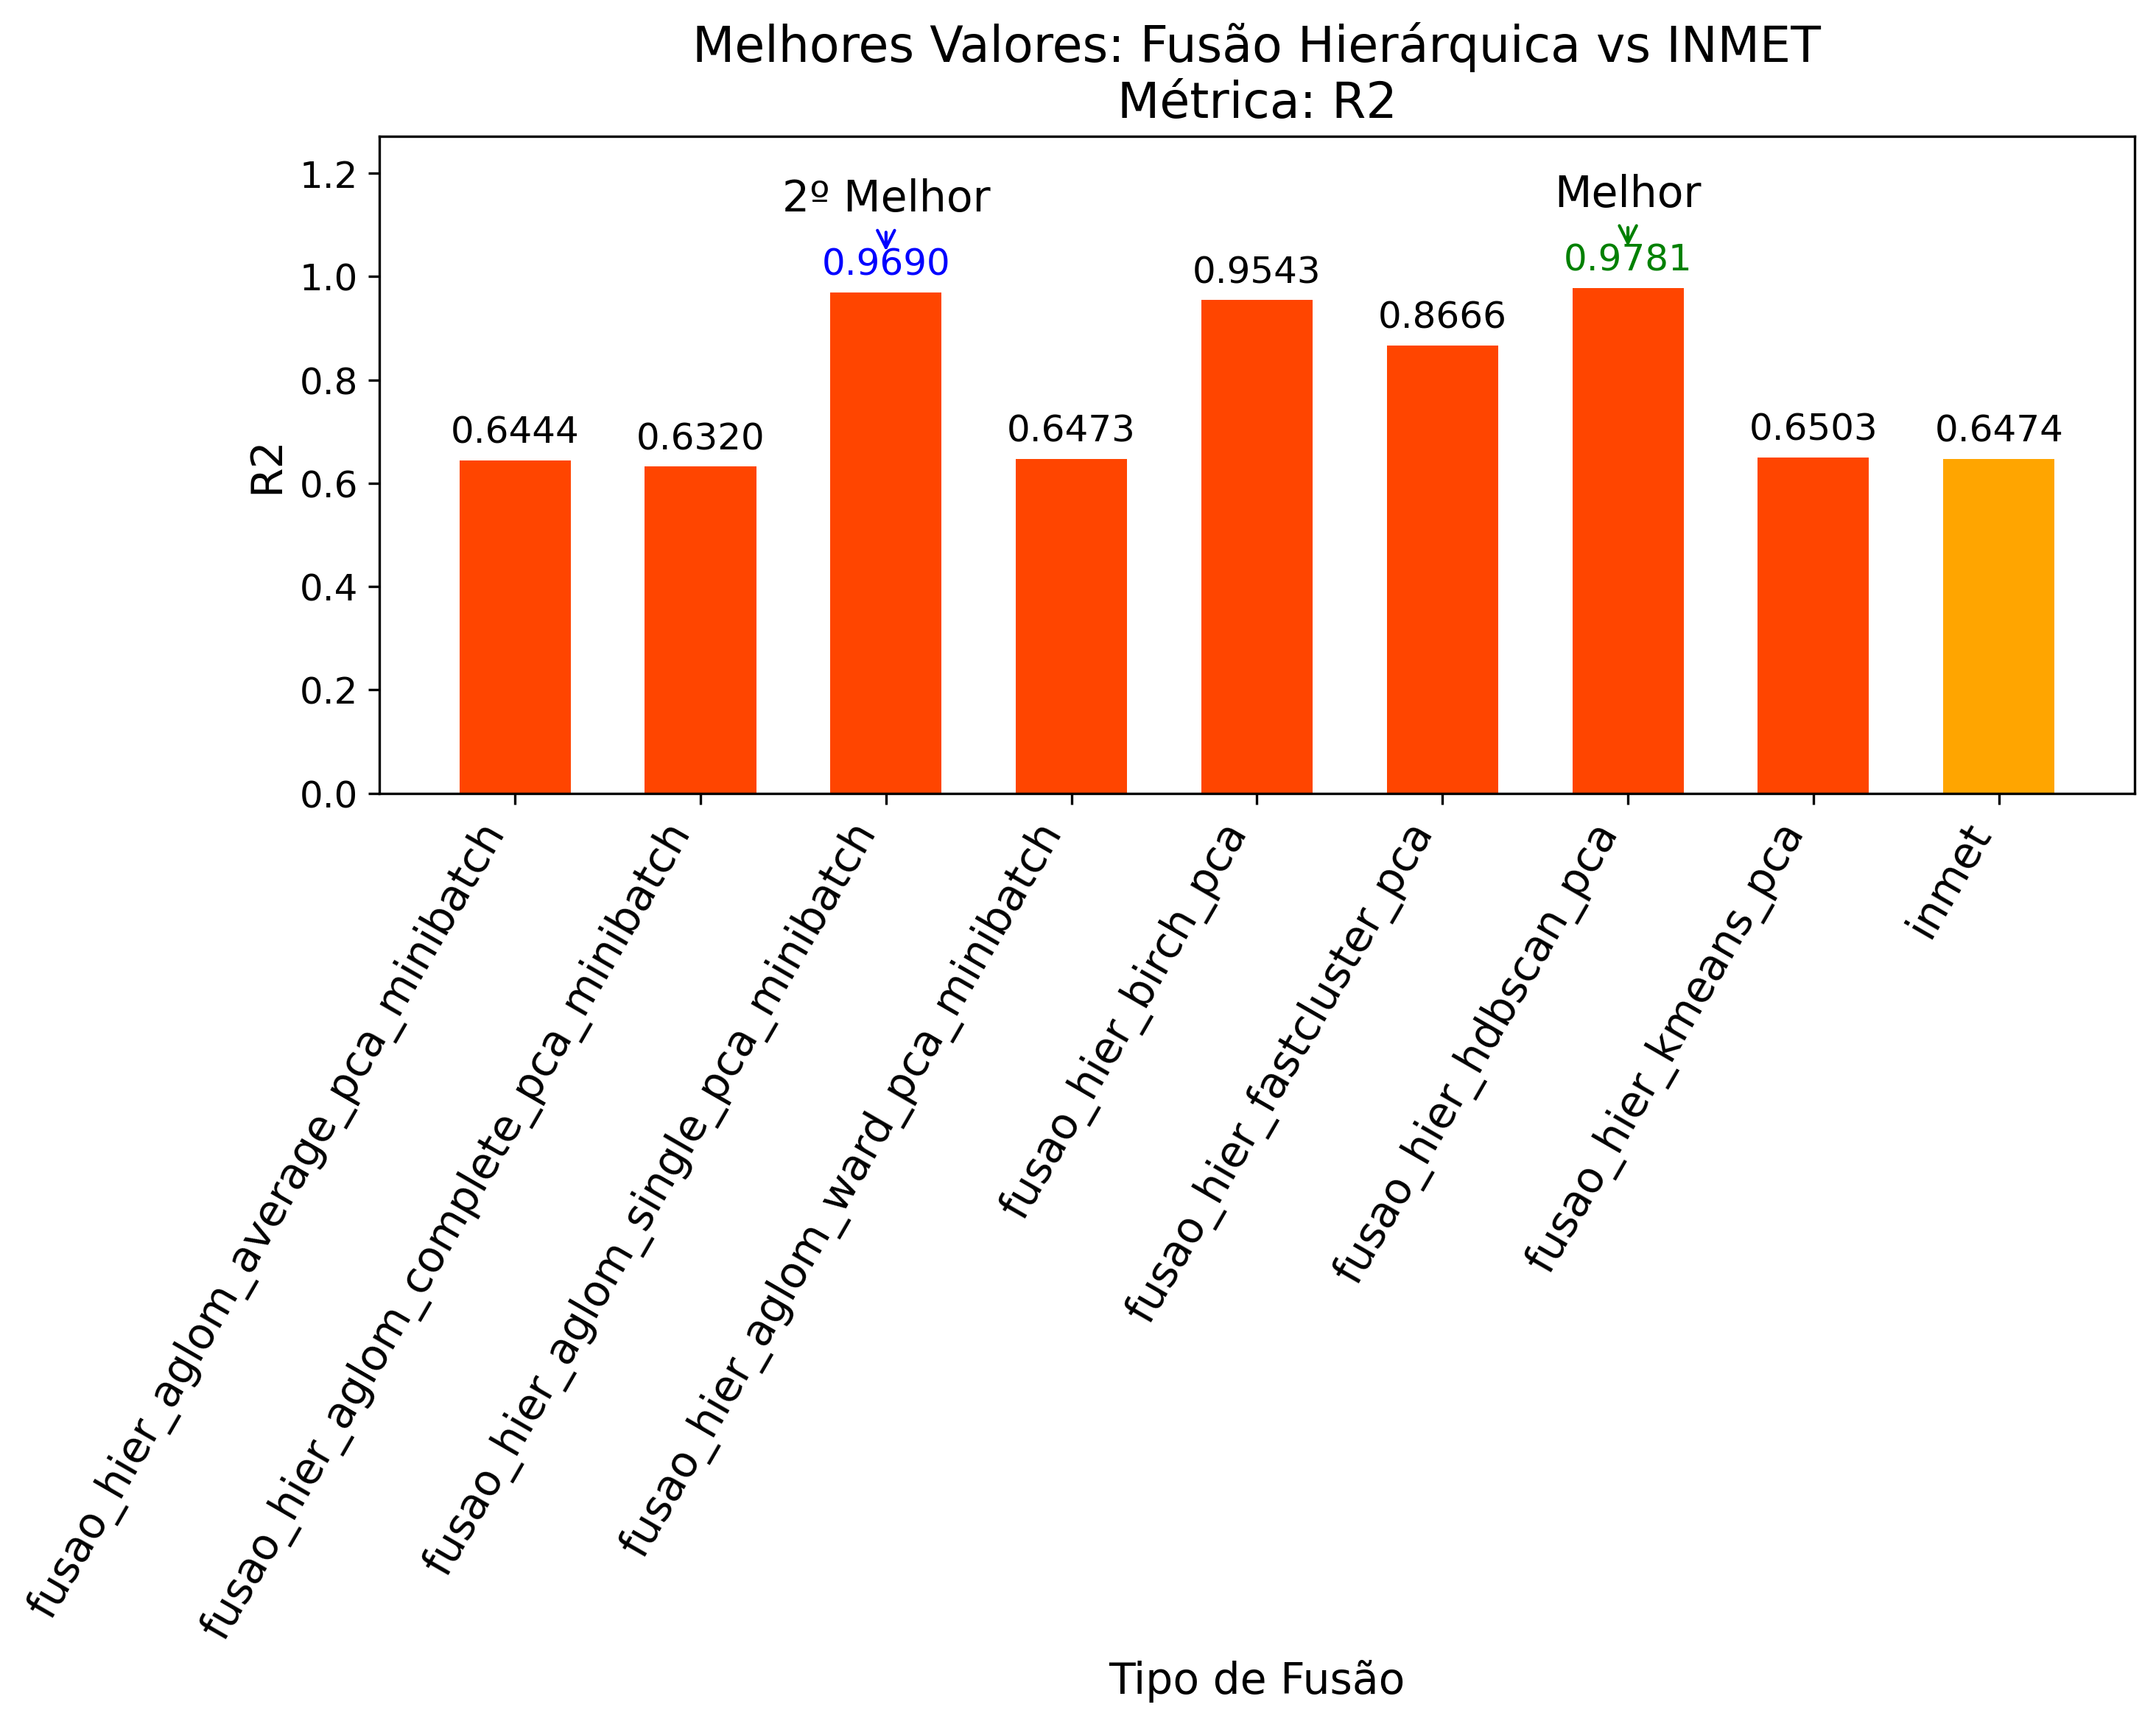 Melhores Valores: Fusão Hierárquica vs INMET
Métrica: R2
R2
1.2
1.0
0.8
0.6
0.4
0.2
0.0
2º Melhor
Melhor
0.6444
0.6320
0.9690
0.6473
0.9543
0.8666
0.9781
0.6503
0.6474
fusao_hier_aglom_average_pca_minibatch
fusao_hier_aglom_complete_pca_minibatch
fusao_hier_aglom_single_pca_minibatch
fusao_hier_aglom_ward_pca_minibatch
fusao_hier_birch_pca
fusao_hier_fastcluster_pca
fusao_hier_hdbscan_pca
fusao_hier_kmeans_pca
inmet
Tipo de Fusão